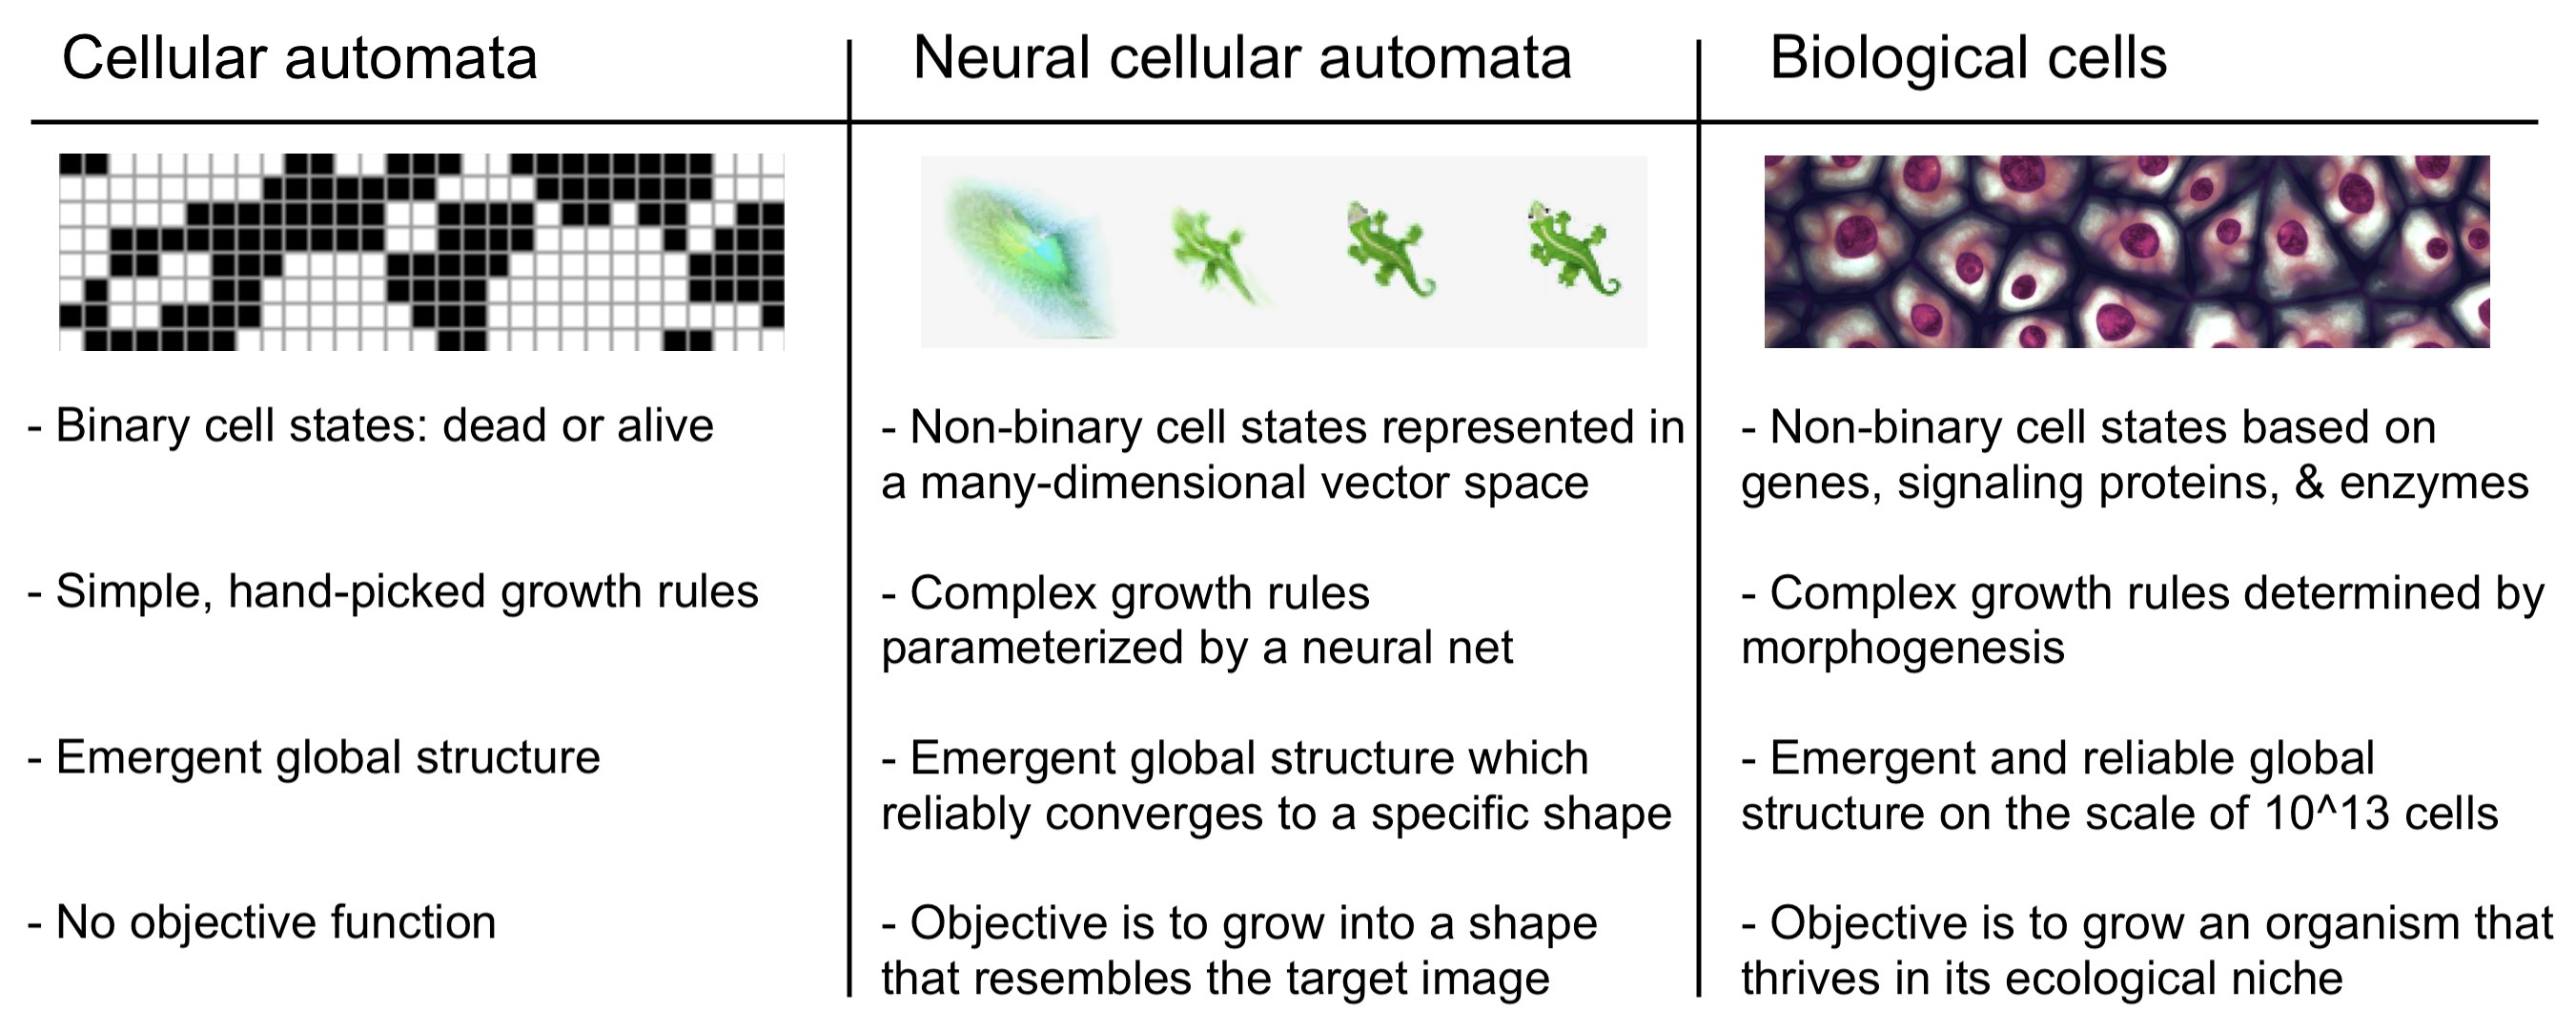 Cellular automata
Neural cellular automata
Biological cells
- Binary cell states: dead or alive
- Simple, hand-picked growth rules
- Emergent global structure
- No objective function
- Non-binary cell states represented in
a many-dimensional vector space
- Complex growth rules
parameterized by a neural net
- Emergent global structure which
reliably converges to a specific shape
- Objective is to grow into a shape
that resembles the target image
- Non-binary cell states based on
genes, signaling proteins, & enzymes
- Complex growth rules determined by
morphogenesis
- Emergent and reliable global
structure on the scale of 10^13 cells
- Objective is to grow an organism that
thrives in its ecological niche